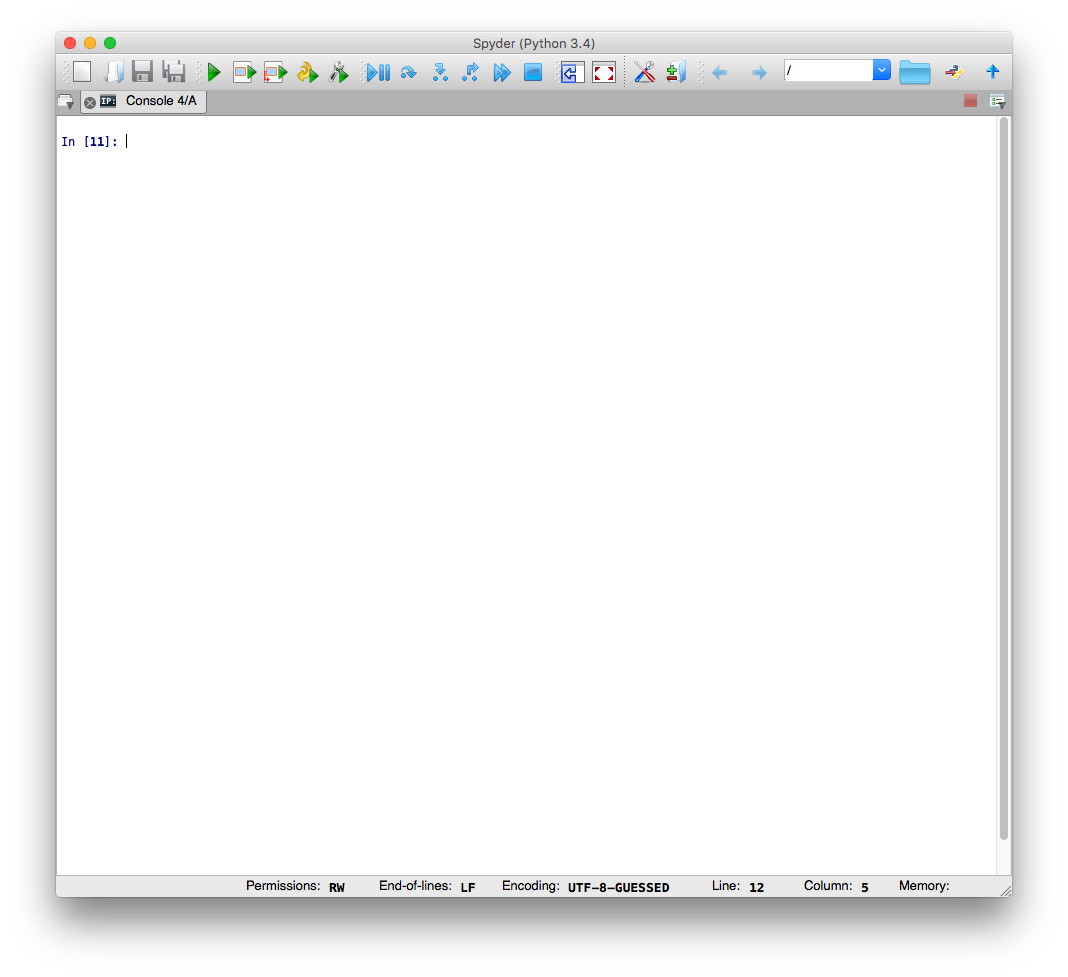 Spyder (Python 3.4)
/
IP: Console 4/A
In [11]:
Permissions: RW End-of-lines: LF Encoding: UTF-8-GUESSED Line: 12 Column: 5 Memory: